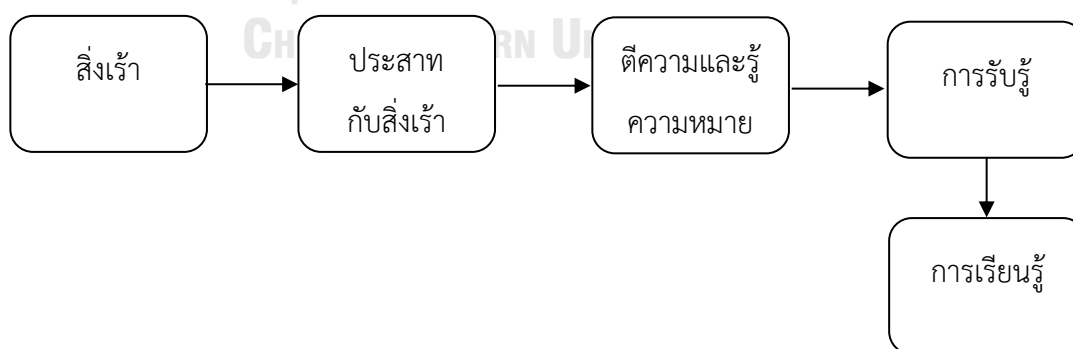 สิ่งเร้า
ประสาท
กับสิ่งเร้า
ตีความและรู้
ความหมาย
การรับรู้
การเรียนรู้